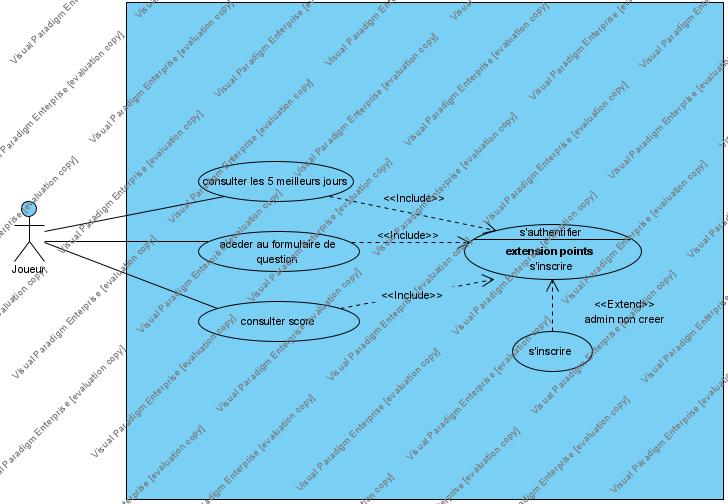 consulter les 5 meilleurs jours
<<Include>>
s'authentifier
extension points
s'inscrire
aceder au formulaire de
question
<<Include>>
Joueur
<<Include>>
consulter score
<<Extend>>
admin non creer
s'inscrire
Visual Paradigm Enterprise [evaluation copy]